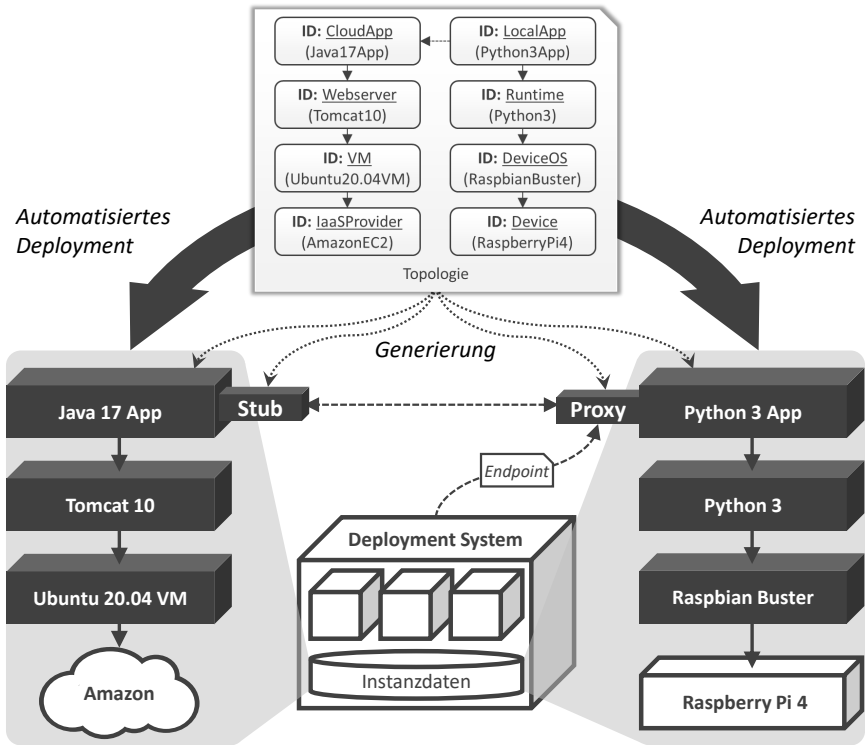 ID: CloudApp
(Java17App)
ID: LocalApp
(Python3App)
ID: Webserver
(Tomcat10)
ID: Runtime
(Python3)
ID: VM
(Ubuntu20.04VM)
ID: DeviceOS
(RaspbianBuster)
ID: IaaSProvider
(AmazonEC2)
ID: Device
(RaspberryPi4)
Topologie
Automatisiertes
Deployment
Automatisiertes
Deployment
Generierung
Java 17 App
Stub
Proxy
Python 3 App
Endpoint
Tomcat 10
Python 3
Deployment System
Ubuntu 20.04 VM
Raspbian Buster
Instanzdaten
Amazon
Raspberry Pi 4